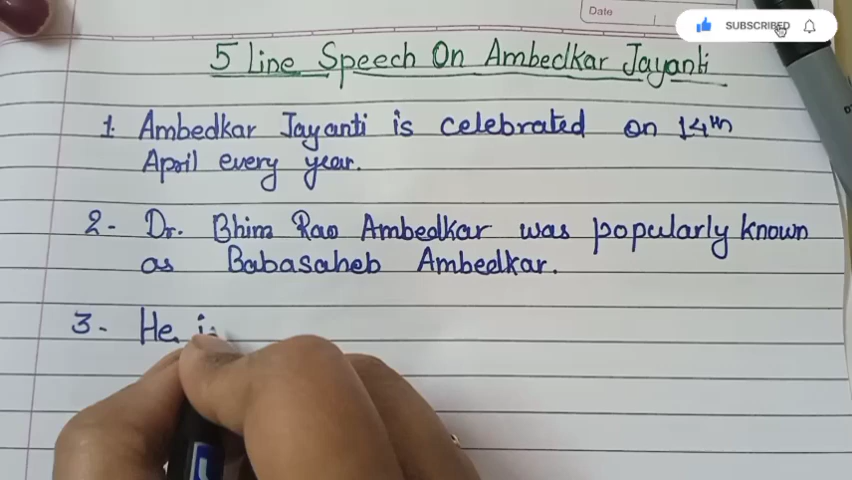 Date
SUBSCRIBED
5 Line Speech On Ambedkar Jayanti
1. Ambedkar Jayanti is celebrated on 14th
April every year.
2- Dr. Bhim Rao Ambedkar was popularly known
as Babasaheb Ambedkar.
3- He